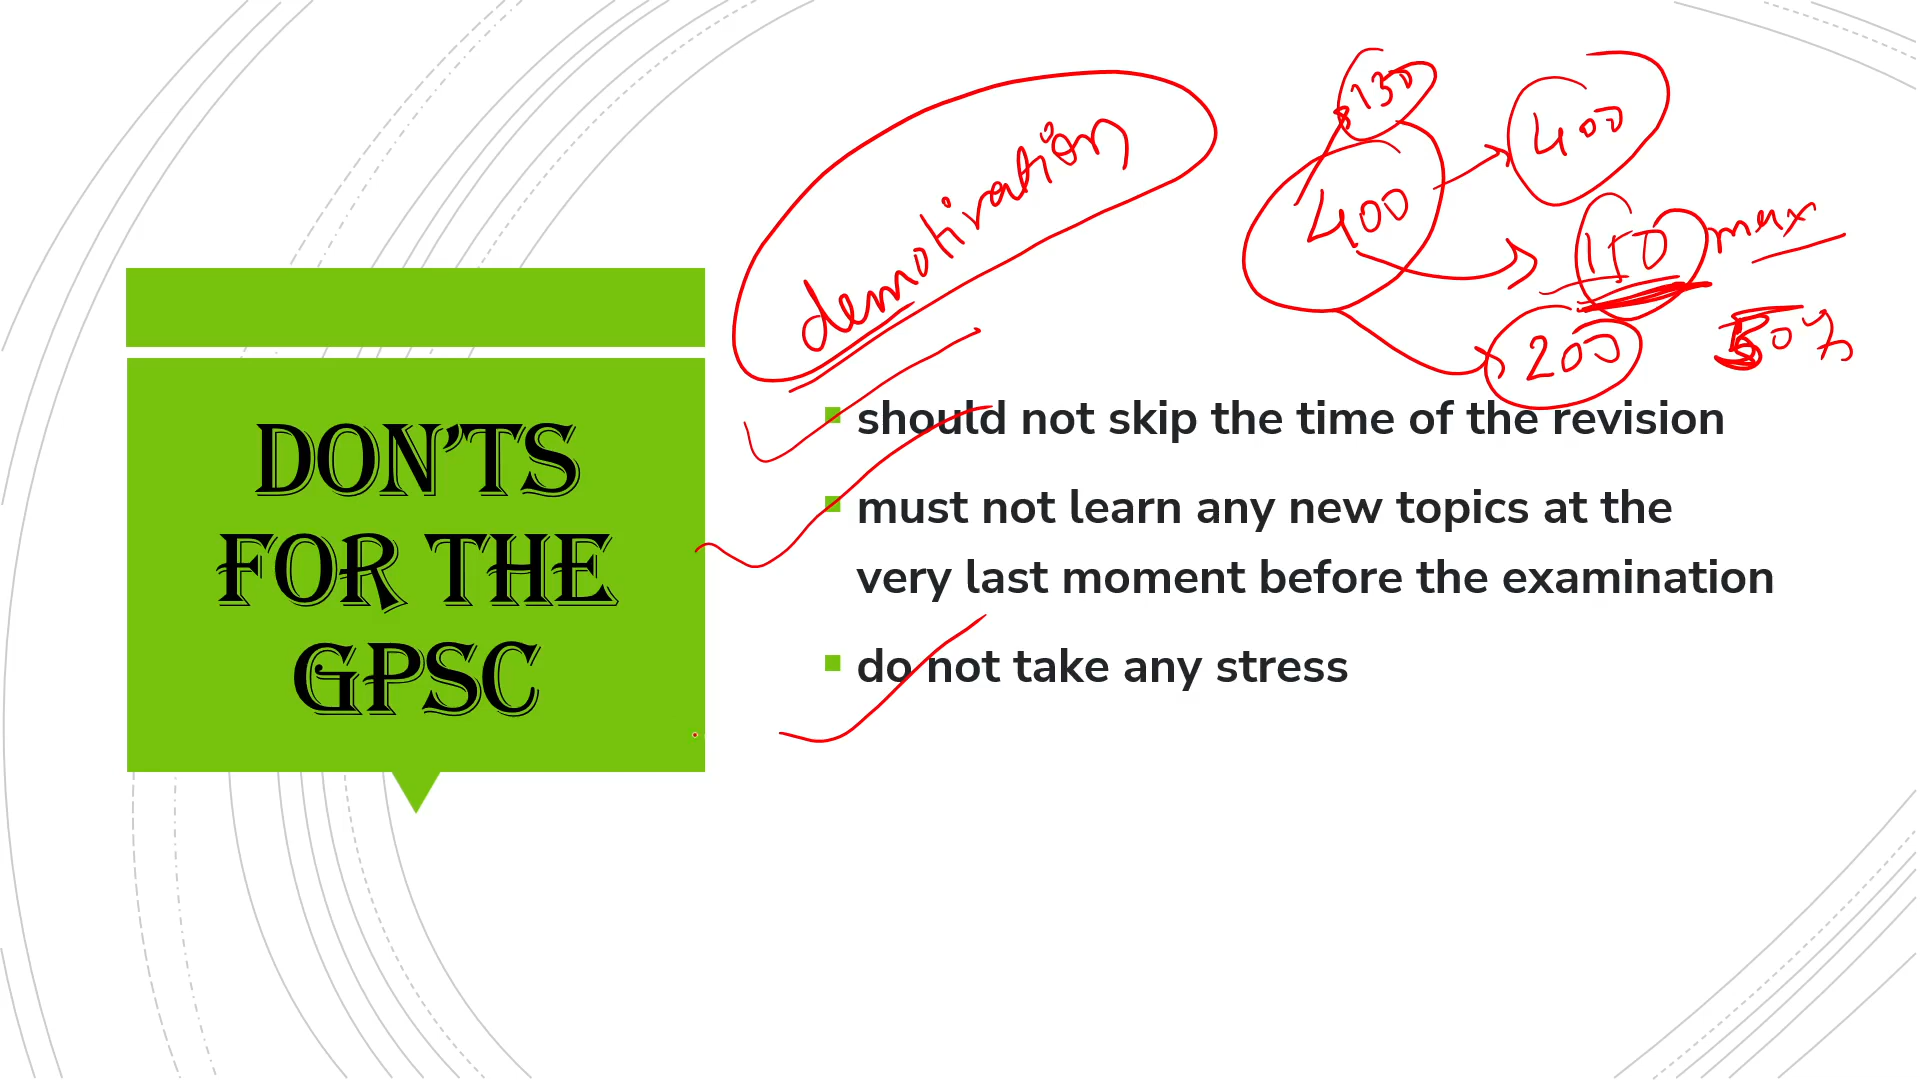 DON'TS
FOR THE
GPSC
demotivation
400
400
150 max
200
50%
should not skip the time of the revision
must not learn any new topics at the
very last moment before the examination
do not take any stress